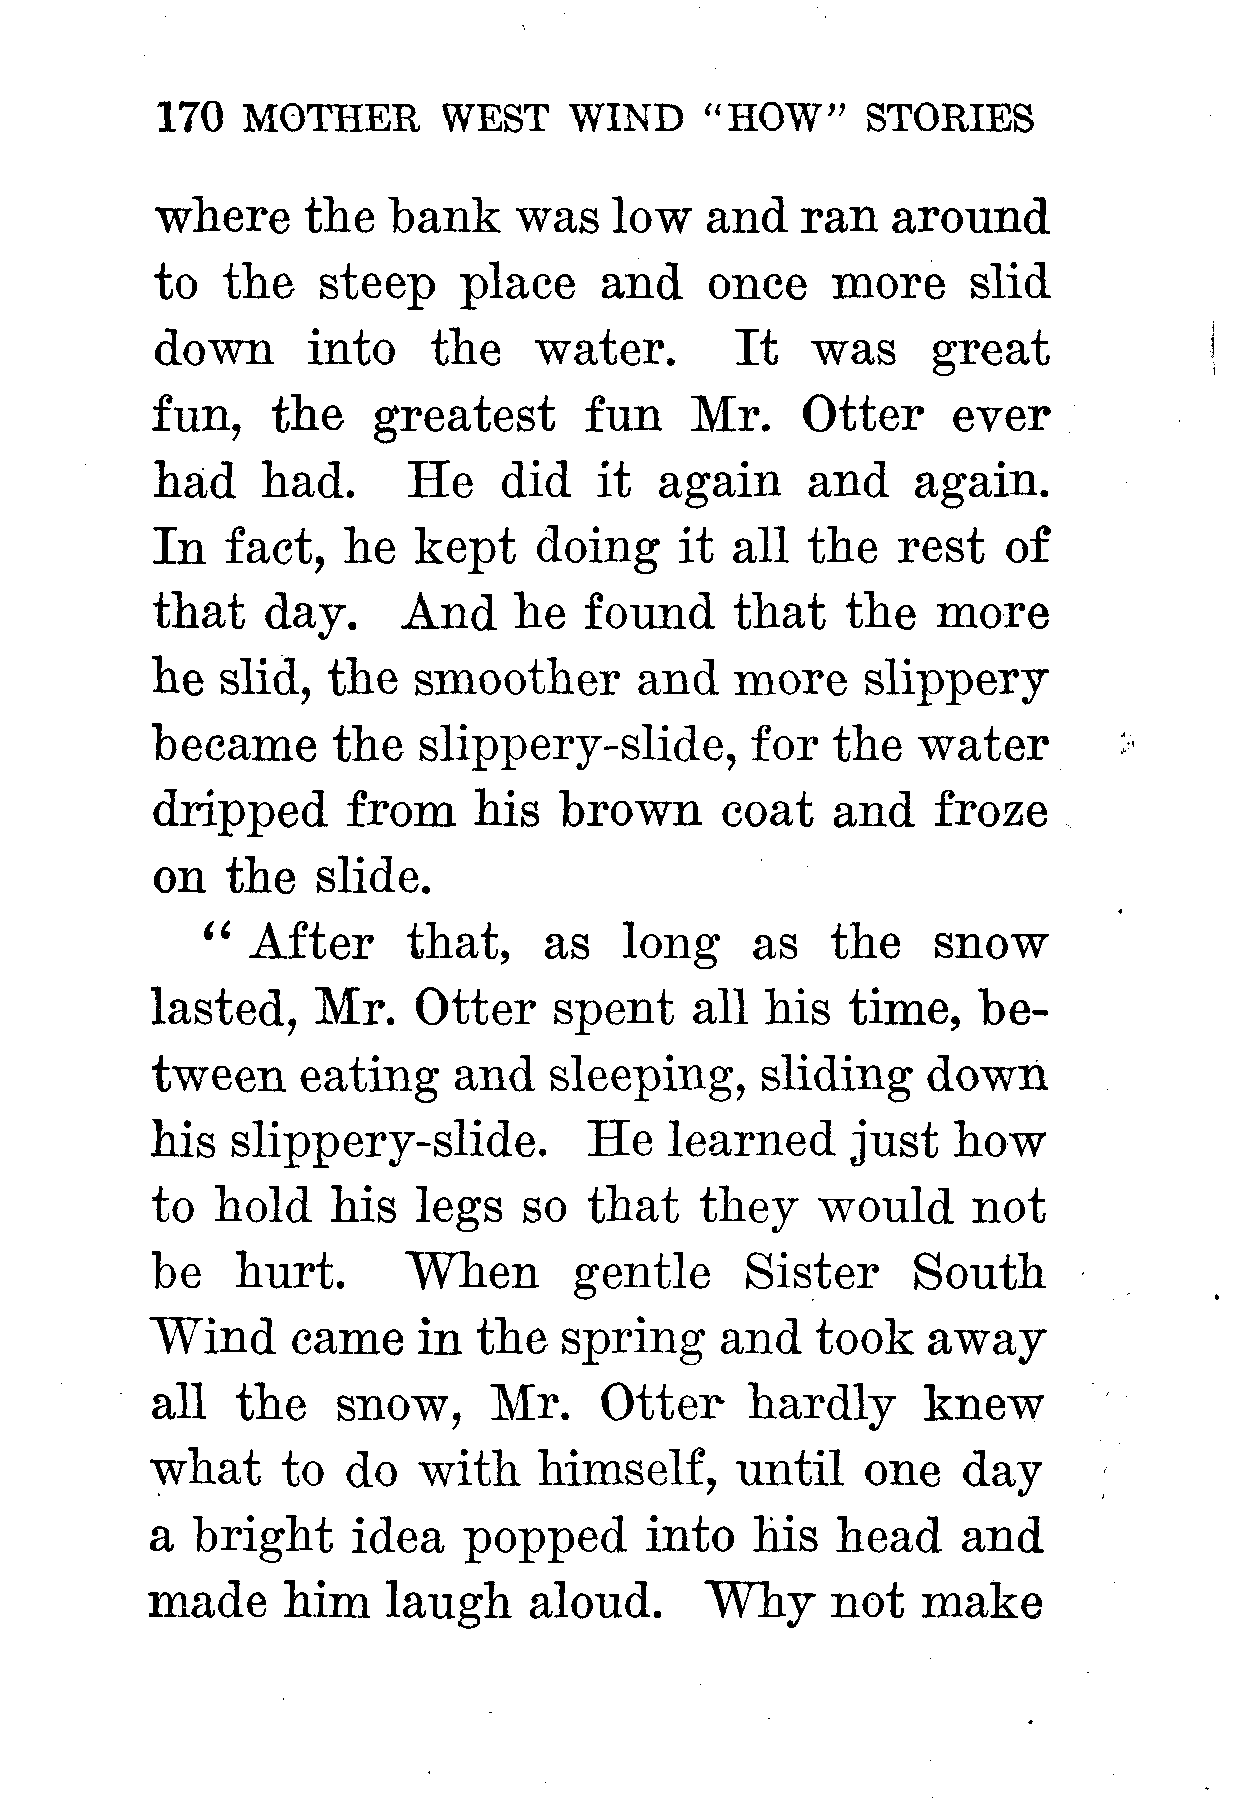 170 MOTHER WEST WIND "HOW" STORIES
where the bank was low and ran around
to the steep place and once more slid
down into the water. It was great
fun, the greatest fun Mr. Otter ever
had had. He did it again and again.
In fact, he kept doing it all the rest of
that day. And he found that the more
he slid, the smoother and more slippery
became the slippery-slide, for the water
dripped from his brown coat and froze
on the slide.
" After that, as long as the snow
lasted, Mr. Otter spent all his time, be-
tween eating and sleeping, sliding down
his slippery-slide. He learned just how
to hold his legs so that they would not
be hurt. When gentle Sister South
Wind came in the spring and took away
all the snow, Mr. Otter hardly knew
what to do with himself, until one day
a bright idea popped into his head and
made him laugh aloud. Why not make